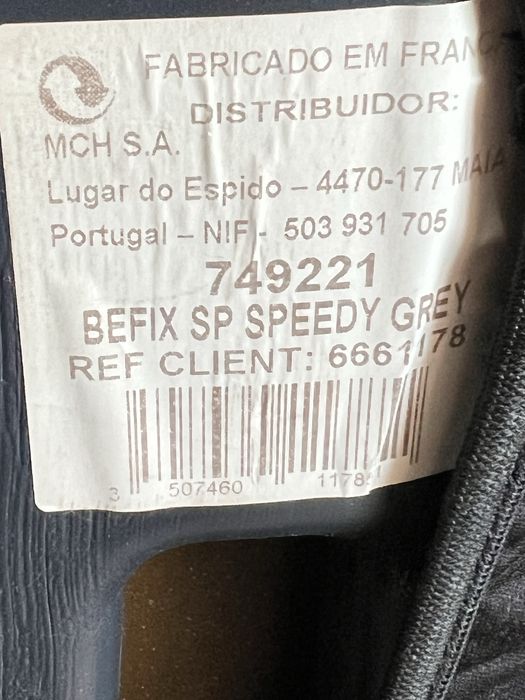 FABRICADO EM FRANC
DISTRIBUIDOR:
MCH S.A.
Lugar do Espido – 4470-177 MAIA
Portugal – NIF - 503 931 705
749221
BEFIX SP SPEEDY GREY
REF CLIENT: 6661178
3 507460